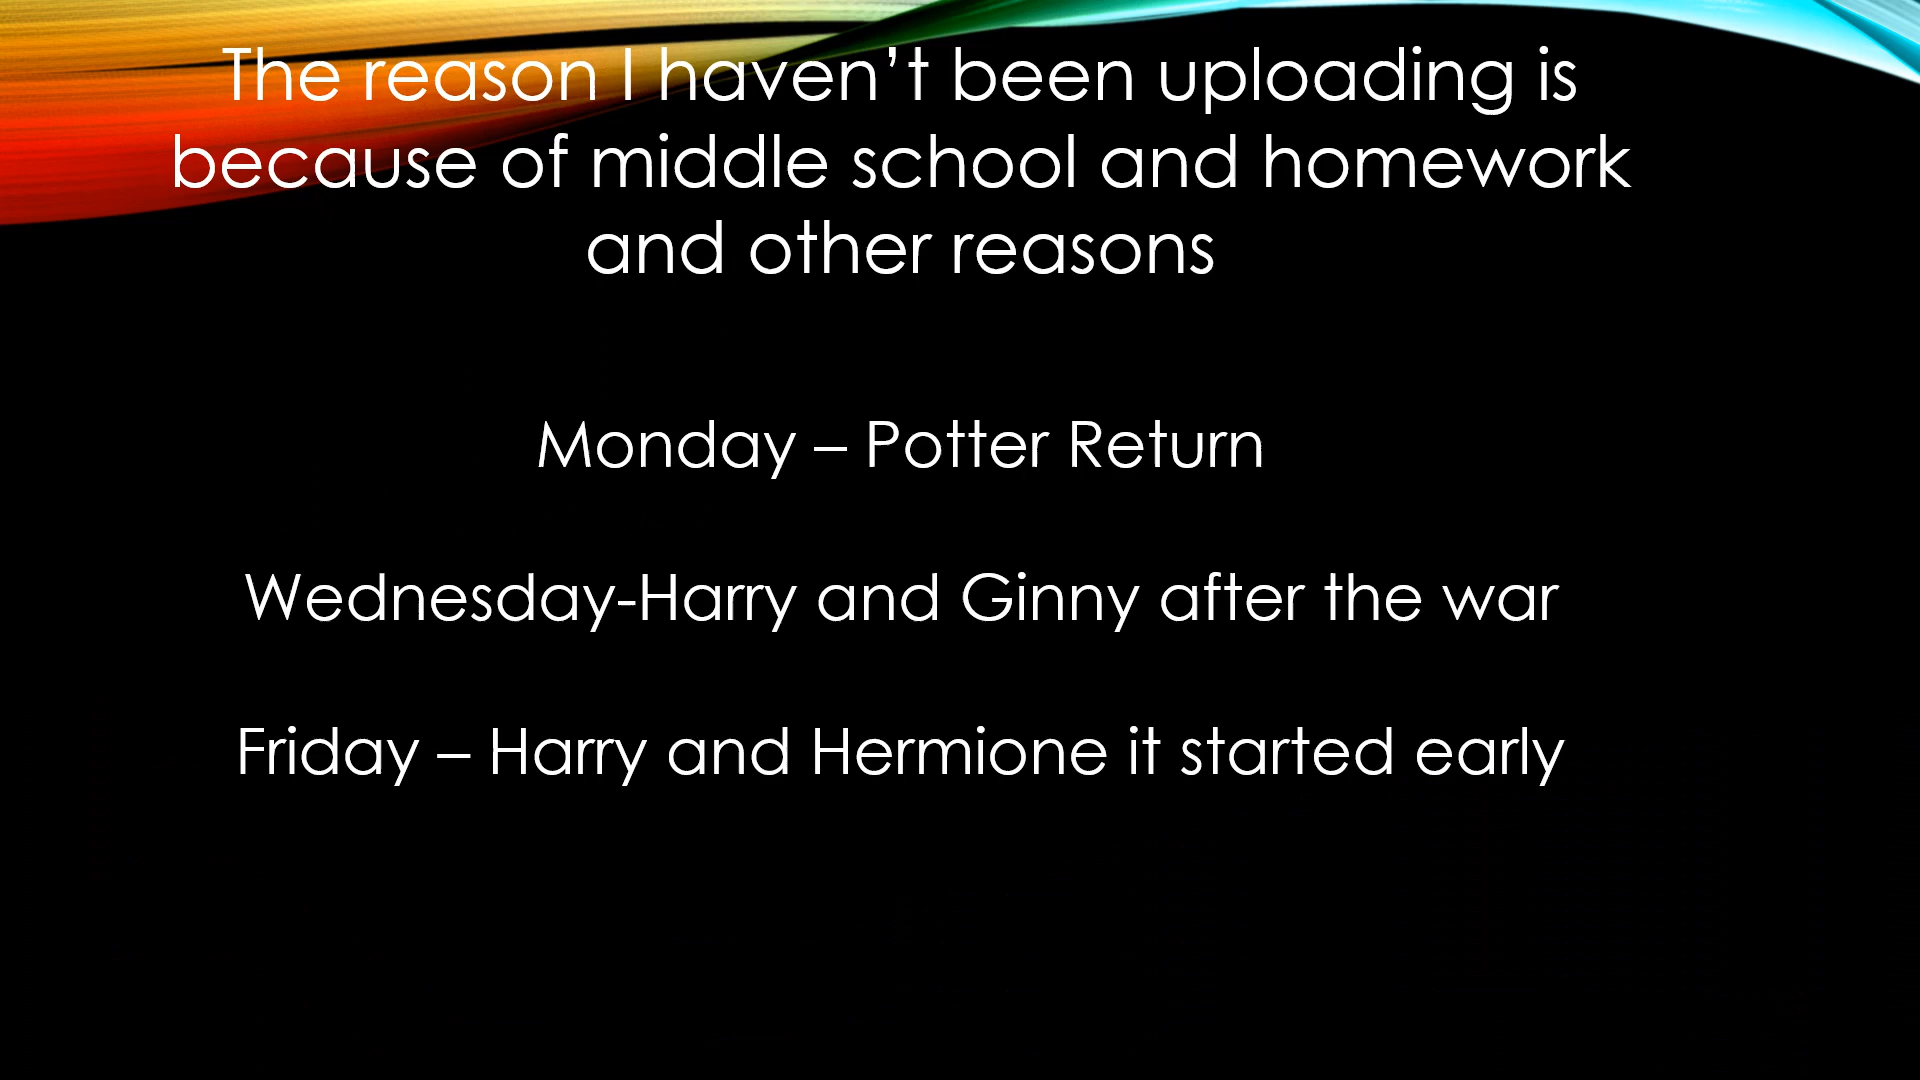 The reason I haven’t been uploading is
because of middle school and homework
and other reasons
Monday – Potter Return
Wednesday-Harry and Ginny after the war
Friday – Harry and Hermione it started early